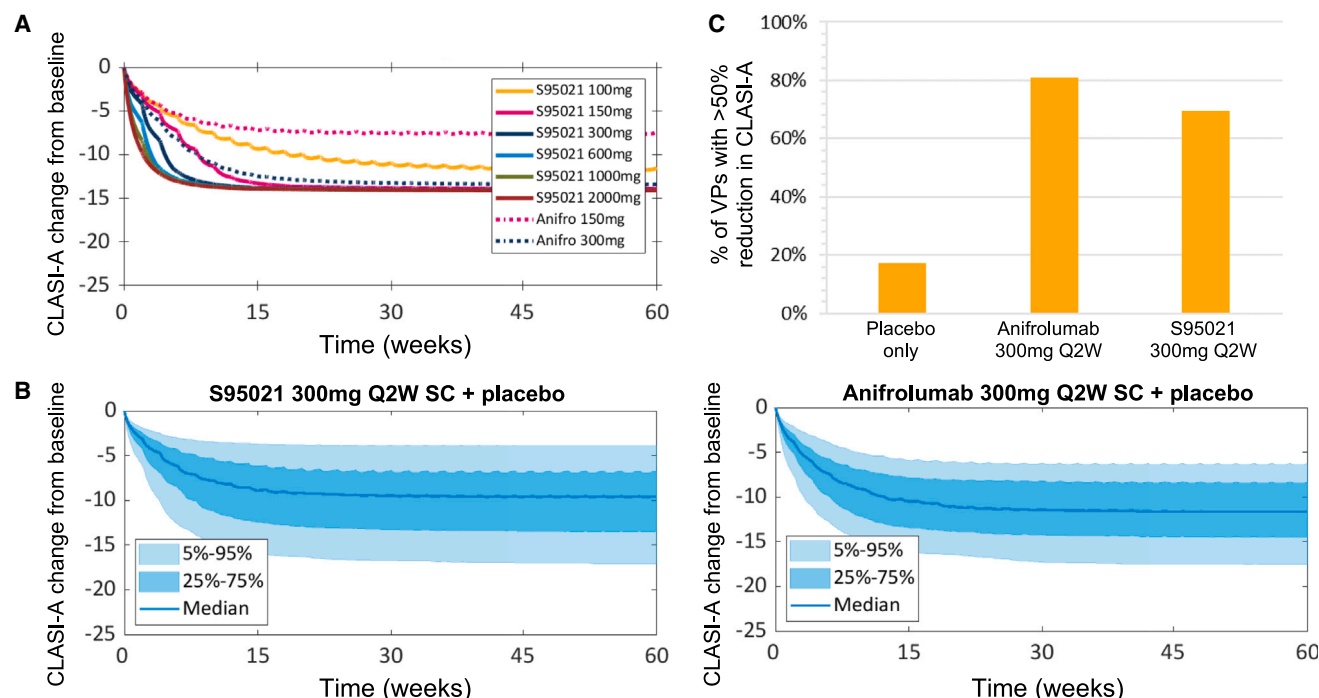 A
CLASI-A change from baseline
0
-5
-10
-15
-20
-25
0
15
30
45
60
Time (weeks)
S95021 100mg
S95021 150mg
S95021 300mg
S95021 600mg
S95021 1000mg
S95021 2000mg
Anifro 150mg
Anifro 300mg
C
% of VPs with >50%
reduction in CLASI-A
100%
80%
60%
40%
20%
0%
Placebo
only
Anifrolumab
300mg Q2W
S95021
300mg Q2W
B
S95021 300mg Q2W SC + placebo
CLASI-A change from baseline
0
-5
-10
-15
-20
-25
0
15
30
45
60
Time (weeks)
5%-95%
25%-75%
Median
Anifrolumab 300mg Q2W SC + placebo
CLASI-A change from baseline
0
-5
-10
-15
-20
-25
0
15
30
45
60
Time (weeks)
5%-95%
25%-75%
Median